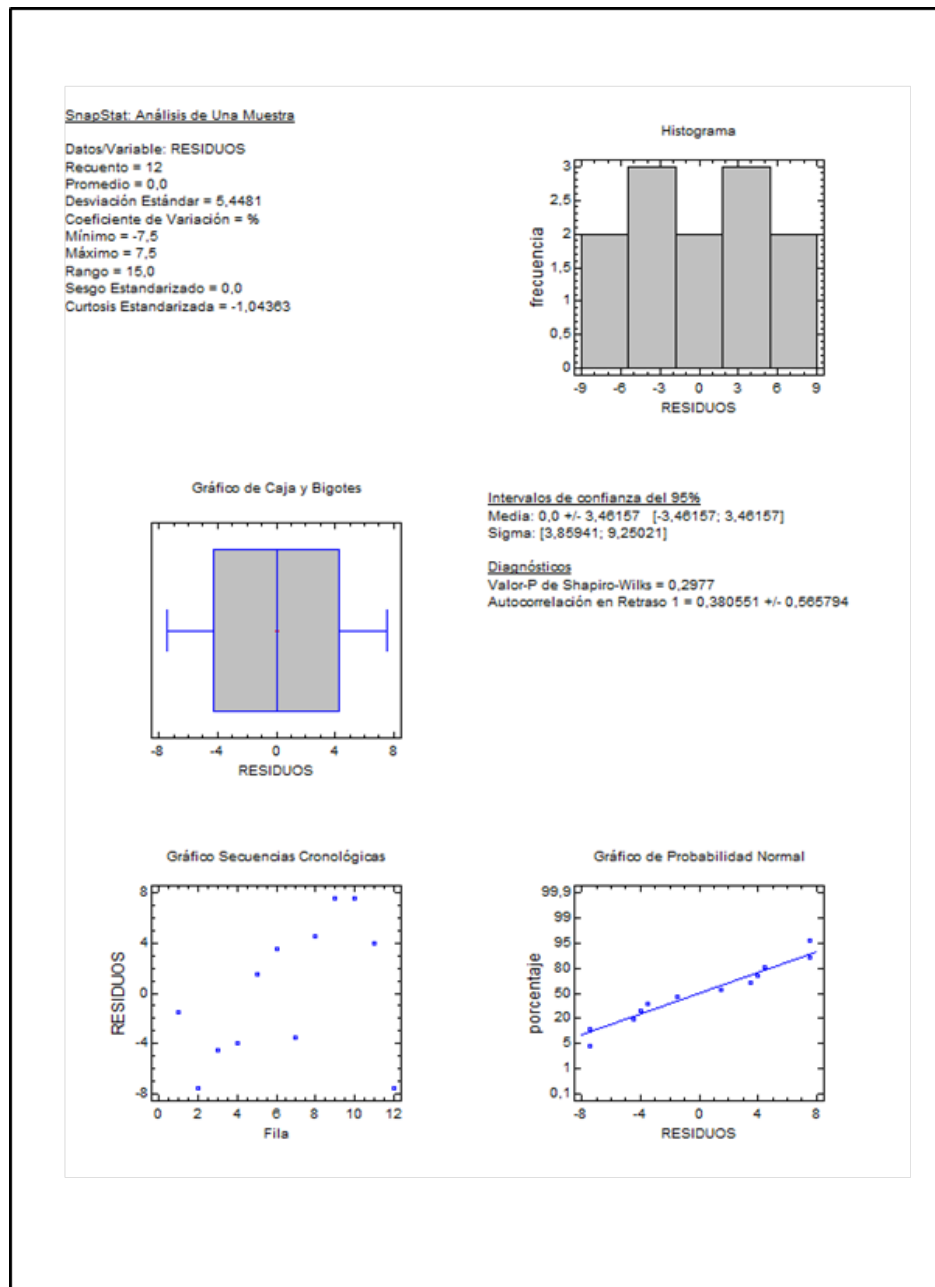 SnapStat: Análisis de Una Muestra
Datos/Variable: RESIDUOS
Recuento = 12
Promedio = 0,0
Desviación Estándar = 5,4481
Coeficiente de Variación = %
Mínimo = -7,5
Máximo = 7,5
Rango = 15,0
Sesgo Estandarizado = 0,0
Curtosis Estandarizada = -1,04363
Histograma
frecuencia
3
2,5
2
1,5
1
0,5
0
-9 -6 -3 0 3 6 9
RESIDUOS
Gráfico de Caja y Bigotes
-8 -4 0 4 8
RESIDUOS
Intervalos de confianza del 95%
Media: 0,0 +/- 3,46157 [-3,46157; 3,46157]
Sigma: [3,85941; 9,25021]
Diagnósticos
Valor-P de Shapiro-Wilks = 0,2977
Autocorrelación en Retraso 1 = 0,380551 +/- 0,565794
Gráfico Secuencias Cronológicas
RESIDUOS
8
4
0
-4
-8
0 2 4 6 8 10 12
Fila
Gráfico de Probabilidad Normal
porcentaje
99,9
99
95
80
50
20
5
1
0,1
-8 -4 0 4 8
RESIDUOS